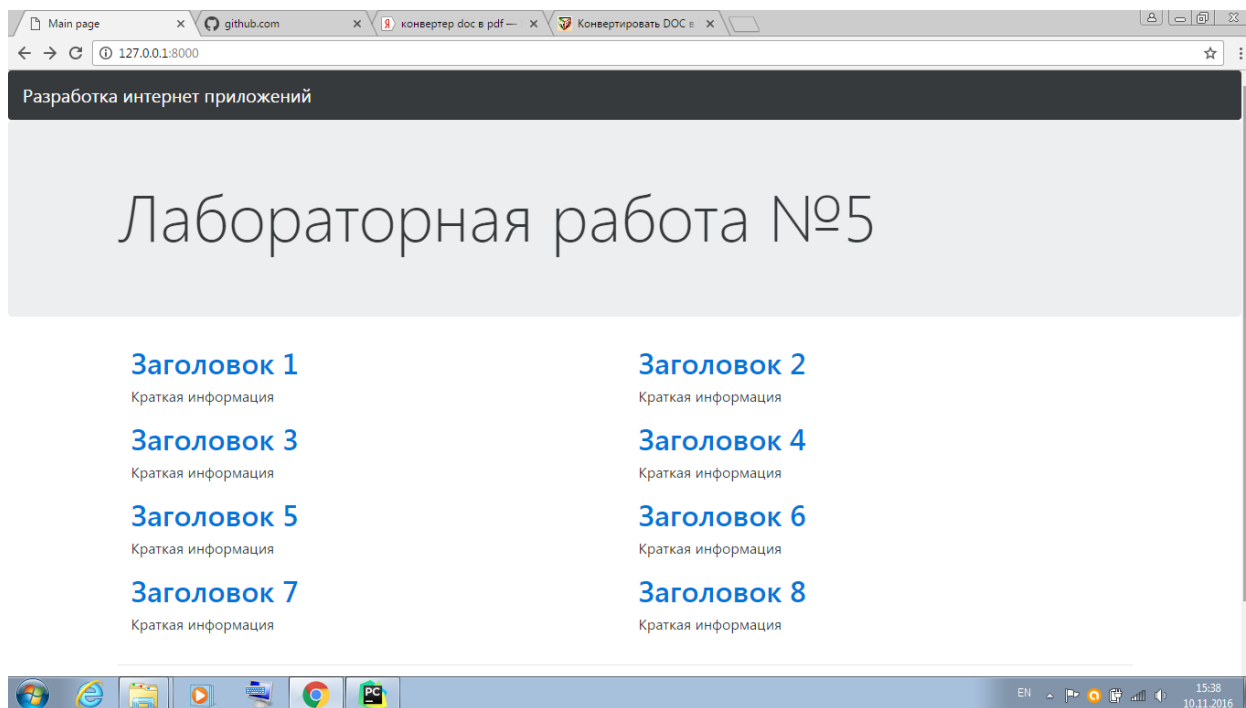 Main page
github.com
Я конвертер doc в pdf —
Конвертировать DOC в
127.0.0.1:8000
Разработка интернет приложений
Лабораторная работа №5
Заголовок 1
Заголовок 2
Краткая информация
Краткая информация
Заголовок 3
Заголовок 4
Краткая информация
Краткая информация
Заголовок 5
Заголовок 6
Краткая информация
Краткая информация
Заголовок 7
Заголовок 8
Краткая информация
Краткая информация
PC
EN
15:38
10.11.2016